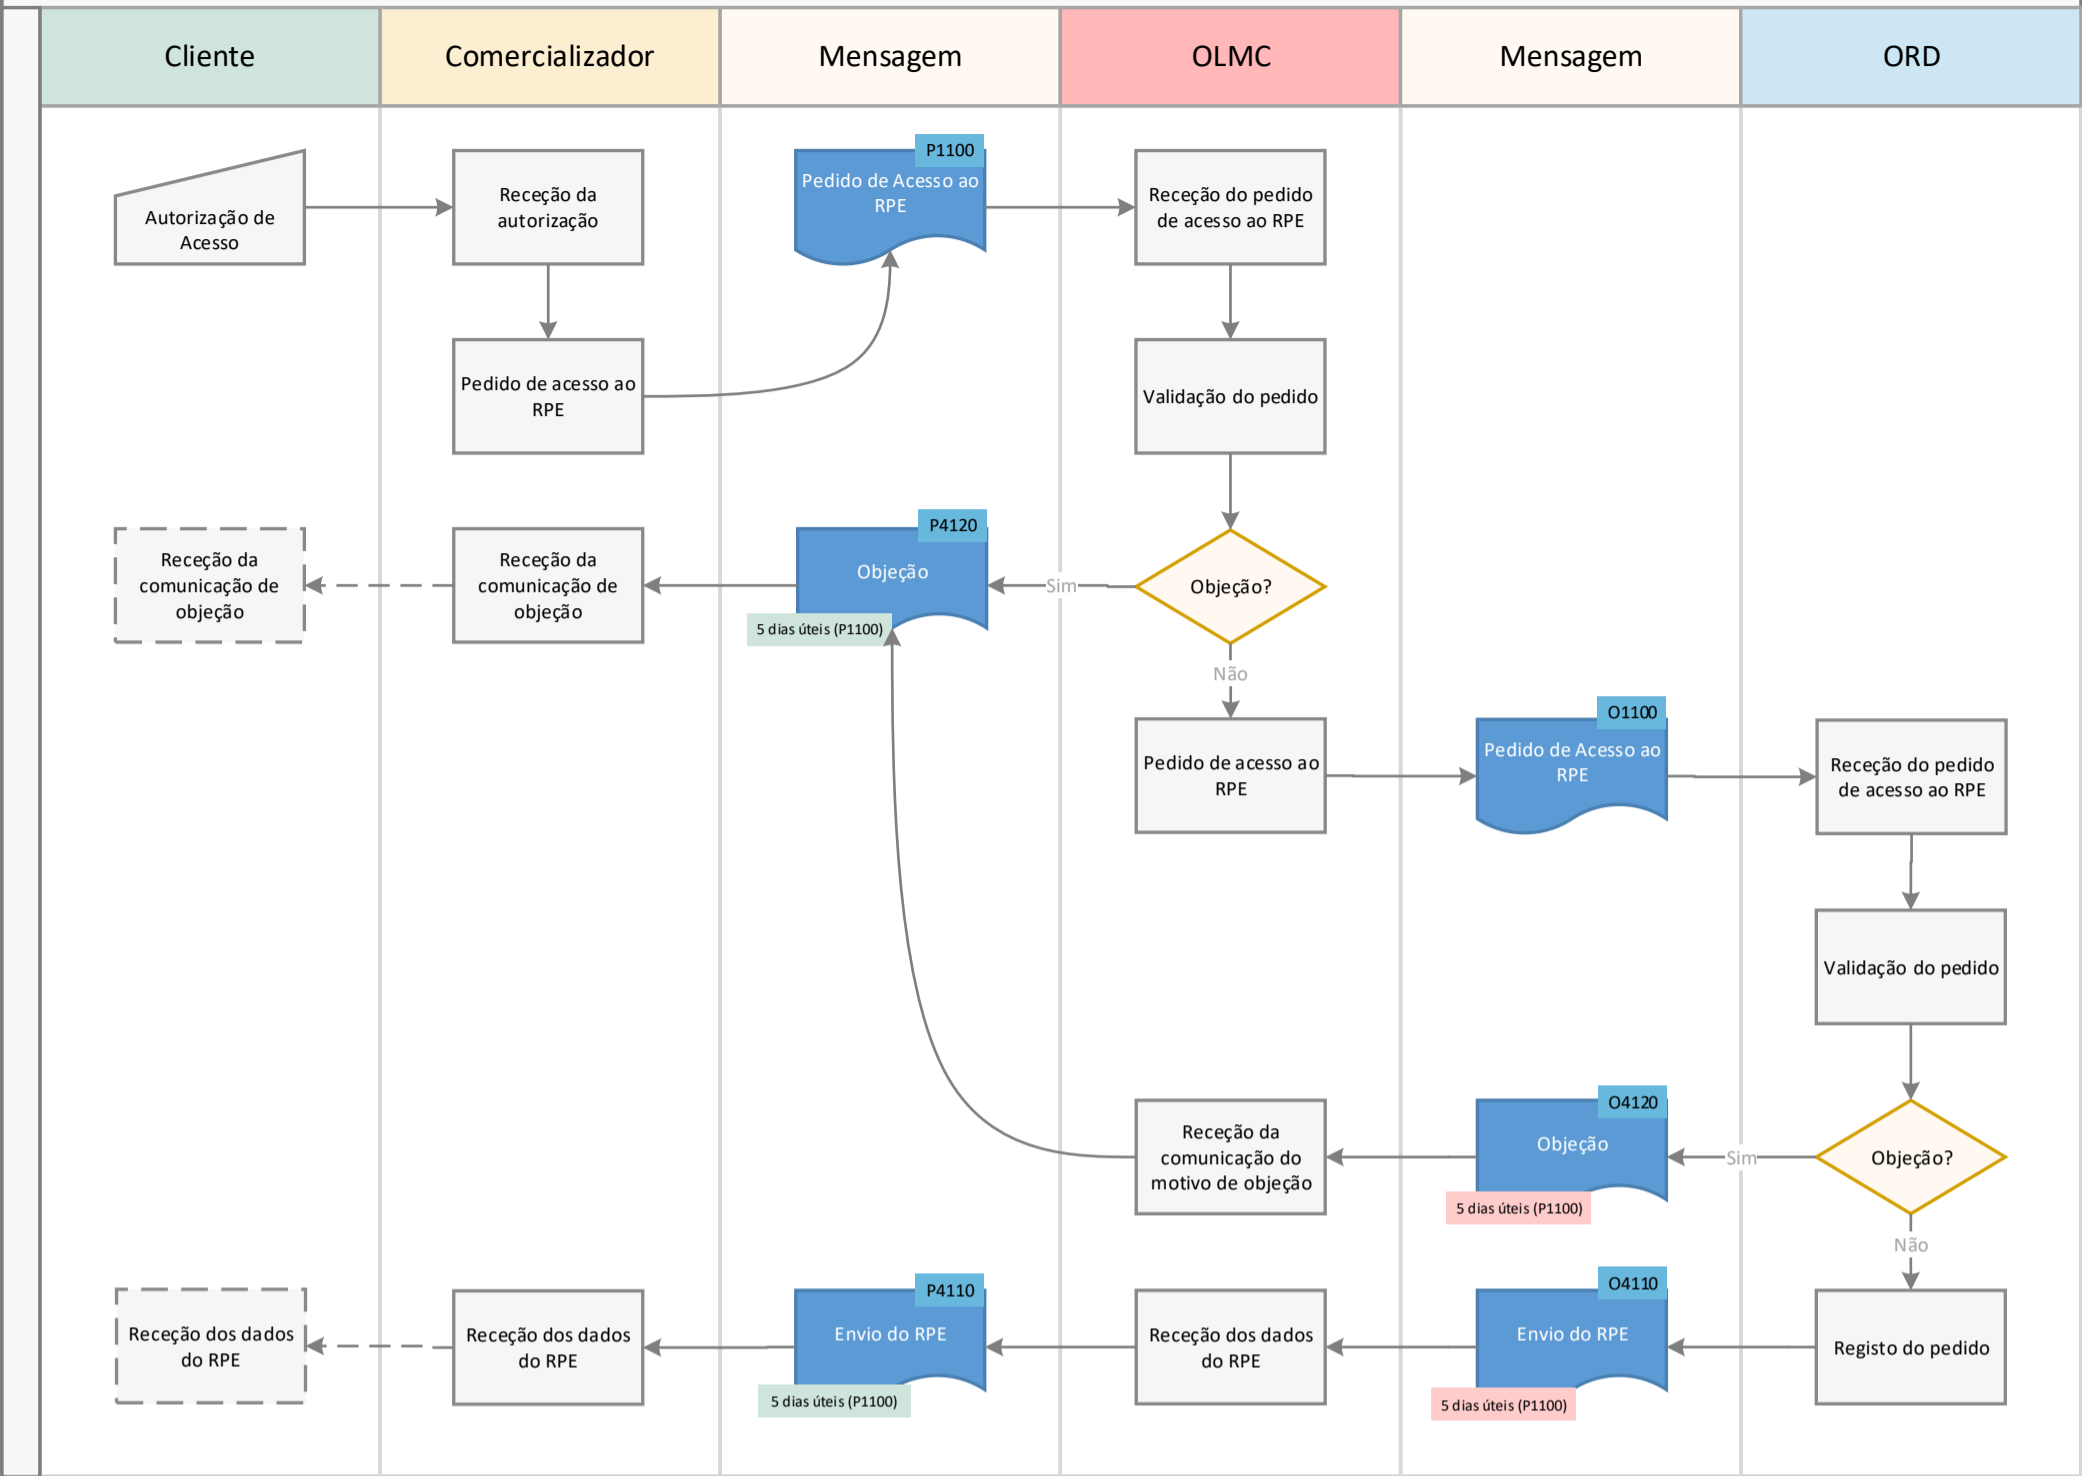 Cliente
Comercializador
Mensagem
OLMC
Mensagem
ORD
P1100
Autorização de
Acesso
Receção da
autorização
Pedido de Acesso ao
RPE
Receção do pedido
de acesso ao RPE
Pedido de acesso ao
RPE
Validação do pedido
P4120
Receção da
comunicação de
objeção
Receção da
comunicação de
objeção
Objeção
5 dias úteis (P1100)
Sim
Objeção?
Não
O1100
Pedido de acesso ao
RPE
Pedido de Acesso ao
RPE
Receção do pedido
de acesso ao RPE
Validação do pedido
O4120
Receção da
comunicação do
motivo de objeção
Objeção
5 dias úteis (P1100)
Sim
Objeção?
Não
P4110
O4110
Receção dos dados
do RPE
Receção dos dados
do RPE
Envio do RPE
5 dias úteis (P1100)
Receção dos dados
do RPE
Envio do RPE
5 dias úteis (P1100)
Registo do pedido